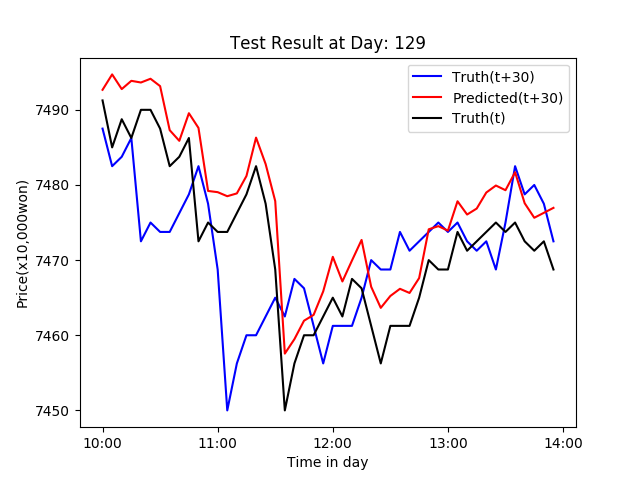 Test Result at Day: 129
Truth(t+30)
Predicted(t+30)
Truth(t)
Price(x10,000won)
7490
7480
7470
7460
7450
10:00 11:00 12:00 13:00 14:00
Time in day